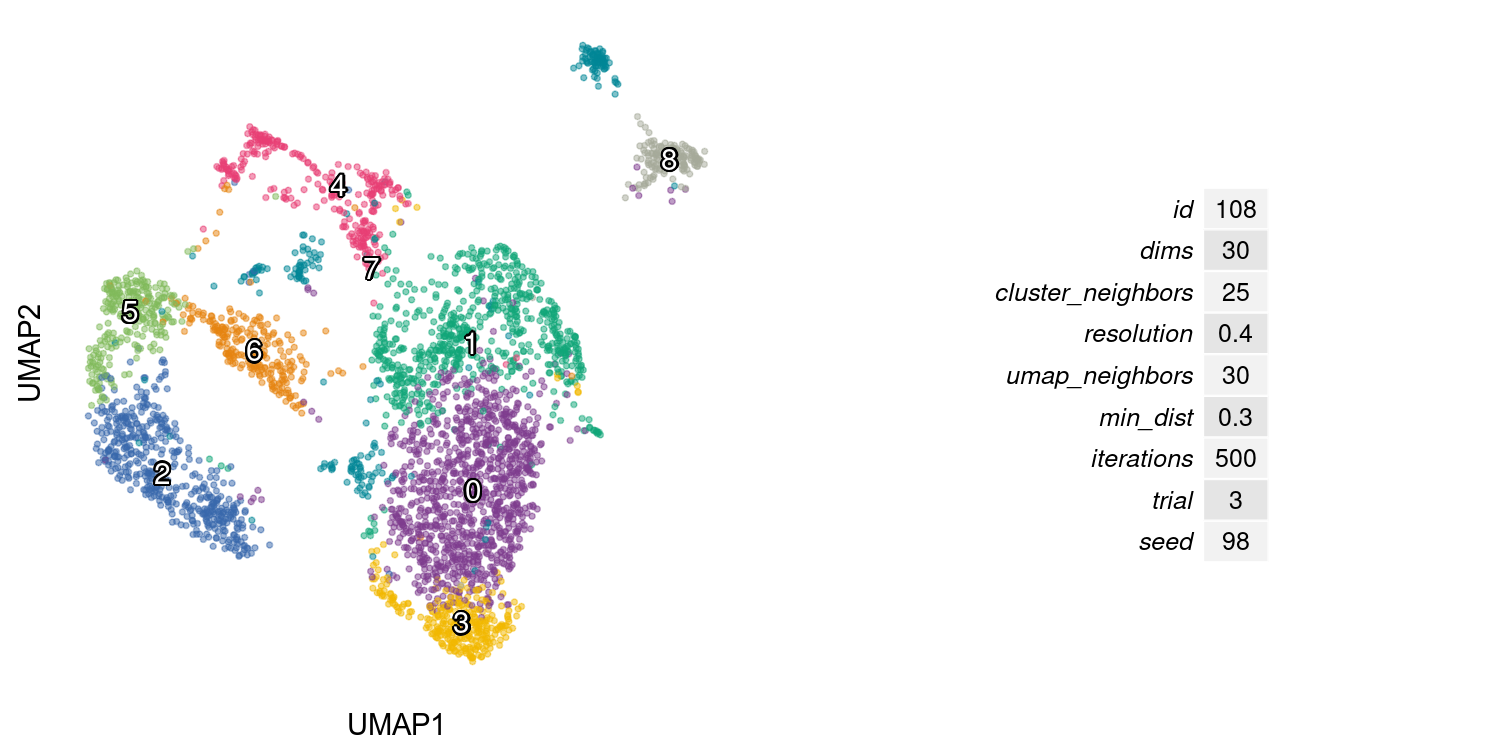 8
4
7
5
1
6
2
0
3
UMAP1
UMAP2
id 108
dims 30
cluster_neighbors 25
resolution 0.4
umap_neighbors 30
min_dist 0.3
iterations 500
trial 3
seed 98